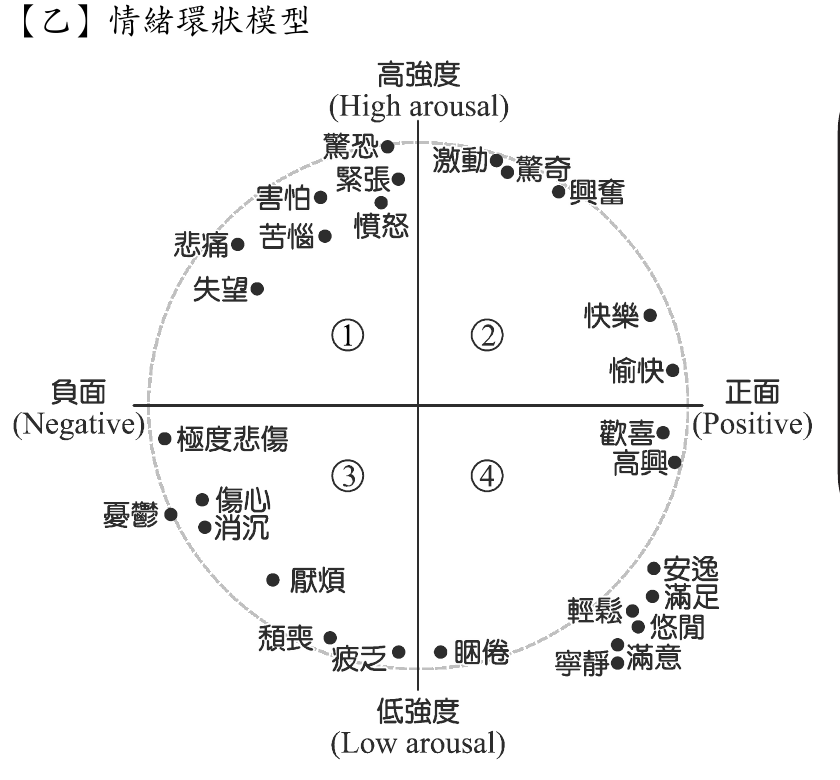 【乙】情緒環狀模型
高強度
(High arousal)
驚恐
激動
驚奇
緊張
興奮
害怕
憤怒
苦惱
悲痛
失望
快樂
①
②
愉快
負面
(Negative)
正面
(Positive)
極度悲傷
歡喜
高興
③
④
傷心
憂鬱
消沉
厭煩
安逸
滿足
輕鬆
悠閒
頹喪
疲乏
睏倦
滿意
寧靜
低強度
(Low arousal)